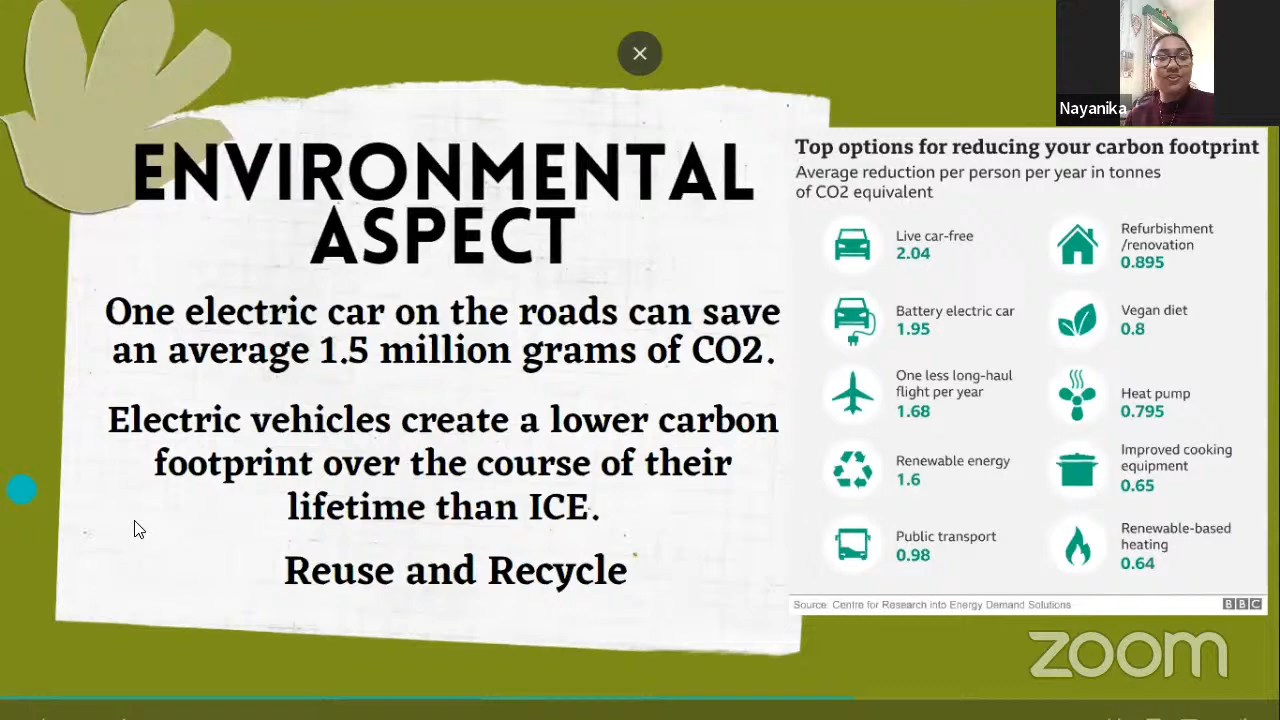 Nayanika
ENVIRONMENTAL
ASPECT
One electric car on the roads can save
an average 1.5 million grams of CO2.
Electric vehicles create a lower carbon
footprint over the course of their
lifetime than ICE.
Reuse and Recycle
Top options for reducing your carbon footprint
Average reduction per person per year in tonnes
of CO2 equivalent
Live car-free
2.04
Battery electric car
1.95
One less long-haul
flight per year
1.68
Renewable energy
1.6
Public transport
0.98
Refurbishment
/renovation
0.895
Vegan diet
0.8
Heat pump
0.795
Improved cooking
equipment
0.65
Renewable-based
heating
0.64
Source: Centre for Research into Energy Demand Solutions
BBC
zoom